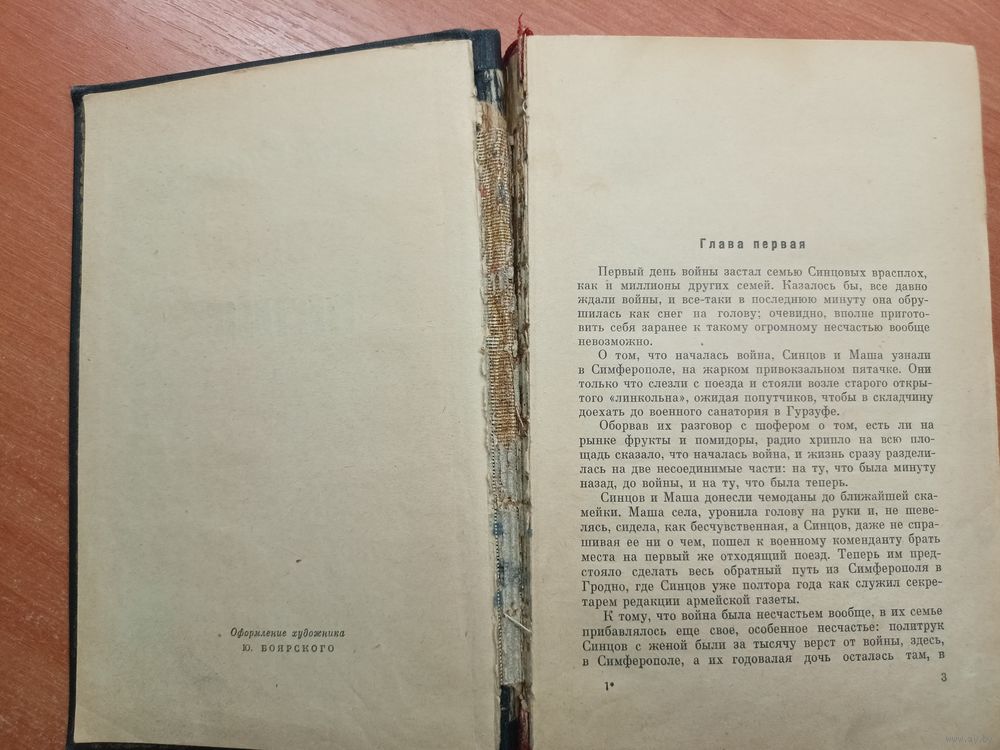 Оформление художника
Ю. БОЯРСКОГО
Глава первая
Первый день войны застал семью Синцовых врасплох,
как и миллионы других семей. Казалось бы, все давно
ждали войны, и все-таки в последнюю минуту она обру-
шилась как снег на голову; очевидно, вполне пригото-
вить себя заранее к такому огромному несчастью вообще
невозможно.
О том, что началась война, Синцов и Маша узнали
в Симферополе, на жарком привокзальном пятачке. Они
только что слезли с поезда и стояли возле старого откры-
того «линкольна», ожидая попутчиков, чтобы в складчину
доехать до военного санатория в Гурзуфе.
Оборвав их разговор с шофером о том, есть ли на
рынке фрукты и помидоры, радио хрипло на всю пло-
щадь сказало, что началась война, и жизнь сразу раздели-
лась на две несоединимые части: на ту, что была минуту
назад, до войны, и на ту, что была теперь.
Синцов и Маша донесли чемоданы до ближайшей ска-
мейки. Маша села, уронила голову на руки и, не шеве-
лясь, сидела, как бесчувственная, а Синцов, даже не спра-
шивая ее ни о чем, пошел к военному коменданту брать
места на первый же отходящий поезд. Теперь им пред-
стояло сделать весь обратный путь из Симферополя в
Гродно, где Синцов уже полтора года как служил секре-
тарем редакции армейской газеты.
К тому, что война была несчастьем вообще, в их семье
прибавлялось еще свое, особенное несчастье: политрук
Синцов с женой были за тысячу верст от войны, здесь,
в Симферополе, а их годовалая дочь осталась там, в
1*
3